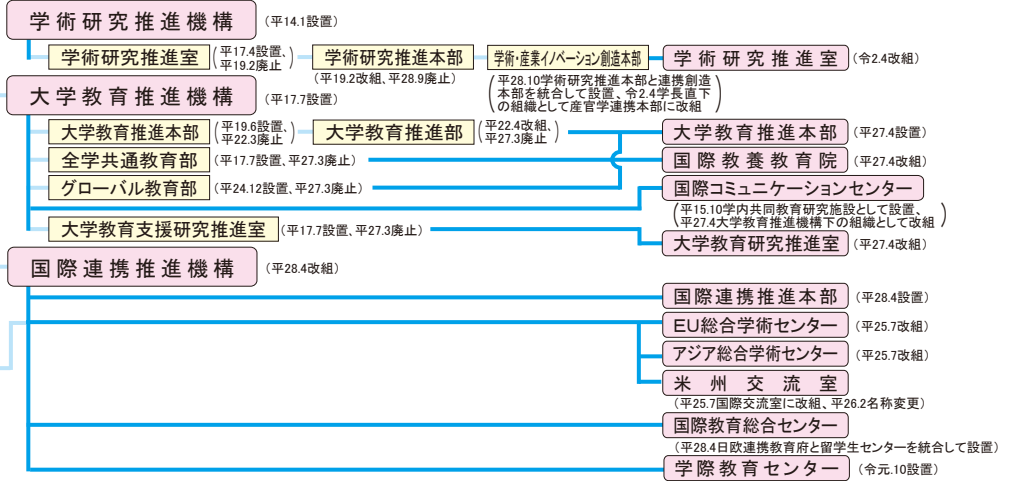 学術研究推進機構 (平14.1設置)
学術研究推進室 (平17.4設置、
平19.2廃止) 学術研究推進本部 学術・産業イノベーション創造本部 学術研究推進室 (令2.4改組)
(平19.2改組、平28.9廃止)
(平28.10学術研究推進本部と連携創造
本部を統合して設置、令2.4学長直下
の組織として産官学連携本部に改組)
大学教育推進機構 (平17.7設置)
大学教育推進本部 (平19.6設置、
平22.3廃止) 大学教育推進部 (平22.4改組、
平27.3廃止) 大学教育推進本部 (平27.4設置)
全学共通教育部 (平17.7設置、平27.3廃止) 国際教養教育院 (平27.4改組)
グローバル教育部 (平24.12設置、平27.3廃止) 国際コミュニケーションセンター
(平15.10学内共同教育研究施設として設置、
平27.4大学教育推進機構下の組織として改組)
大学教育支援研究推進室 (平17.7設置、平27.3廃止) 大学教育研究推進室 (平27.4改組)
国際連携推進機構 (平28.4改組)
国際連携推進本部 (平28.4設置)
EU総合学術センター (平25.7改組)
アジア総合学術センター (平25.7改組)
米州交流室
(平25.7国際交流室に改組、平26.2名称変更)
国際教育総合センター
(平28.4日欧連携教育府と留学生センターを統合して設置)
学際教育センター (令元.10設置)